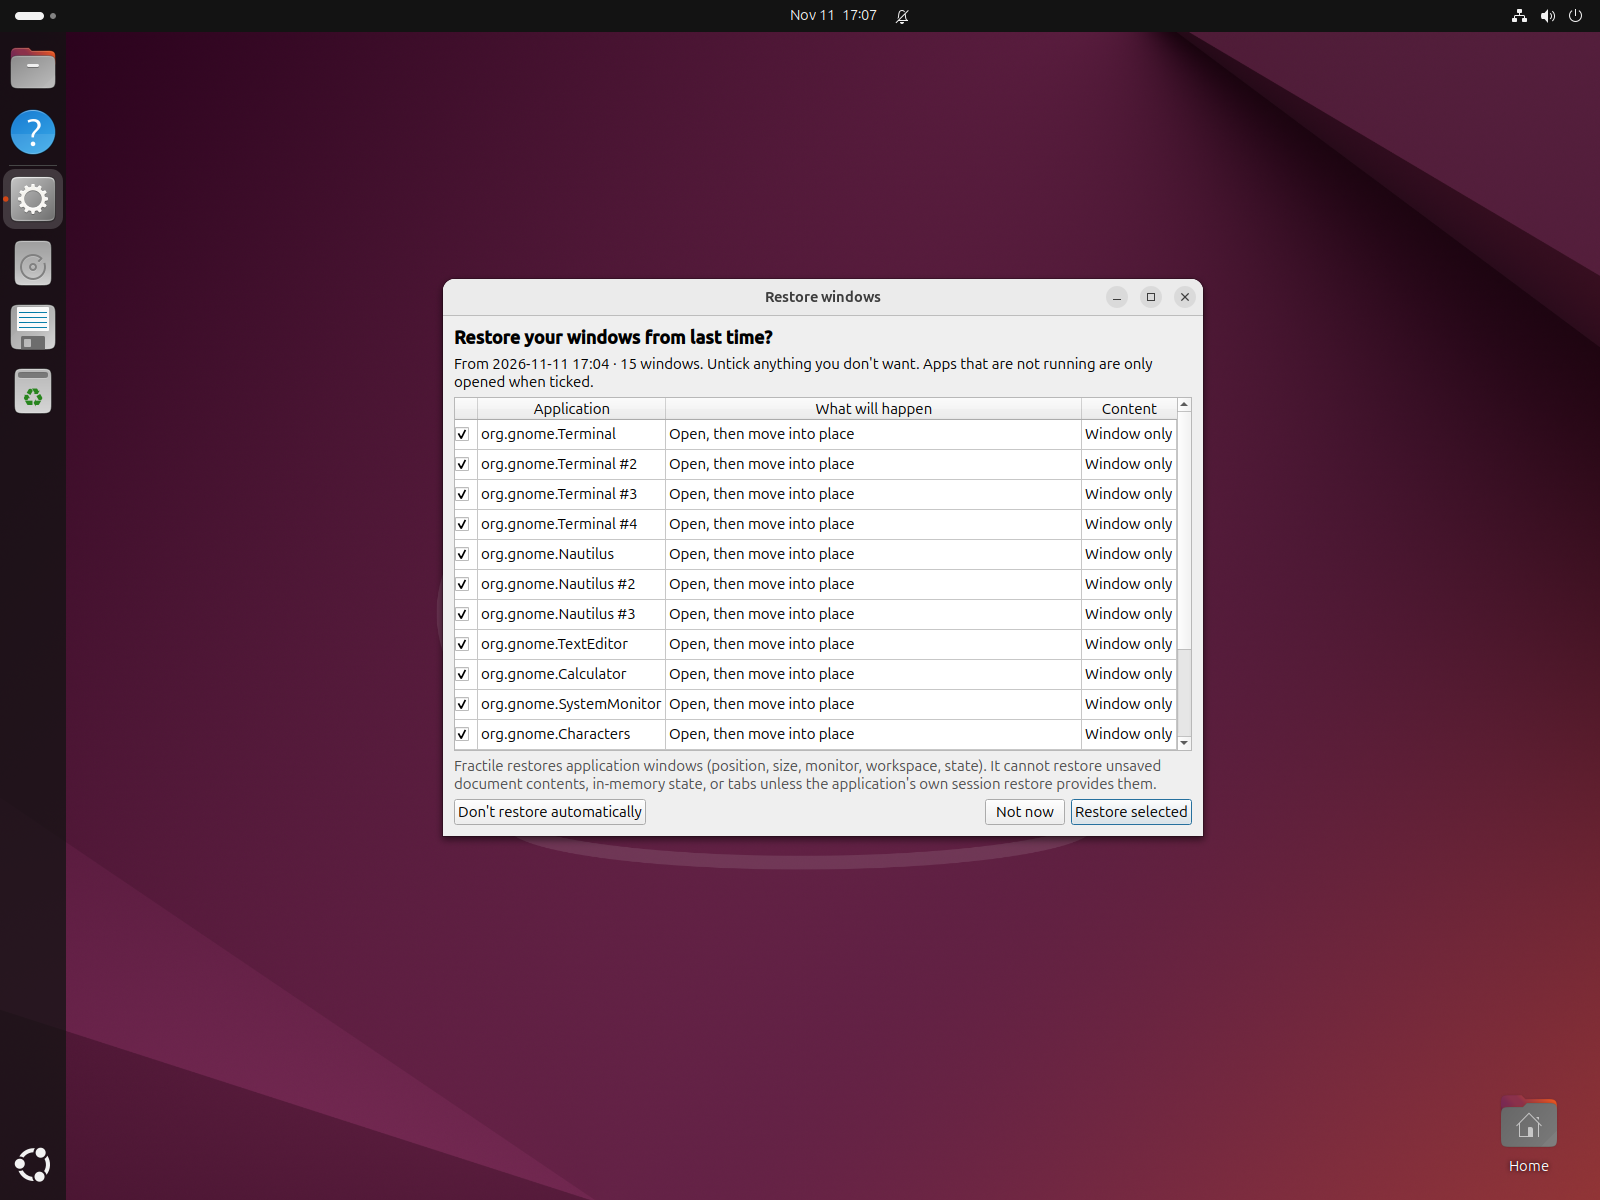 Nov 11 17:07
Restore windows
Restore your windows from last time?
From 2026-11-11 17:04 · 15 windows. Untick anything you don't want. Apps that are not running are only
opened when ticked.
Application What will happen Content
org.gnome.Terminal Open, then move into place Window only
org.gnome.Terminal #2 Open, then move into place Window only
org.gnome.Terminal #3 Open, then move into place Window only
org.gnome.Terminal #4 Open, then move into place Window only
org.gnome.Nautilus Open, then move into place Window only
org.gnome.Nautilus #2 Open, then move into place Window only
org.gnome.Nautilus #3 Open, then move into place Window only
org.gnome.TextEditor Open, then move into place Window only
org.gnome.Calculator Open, then move into place Window only
org.gnome.SystemMonitor Open, then move into place Window only
org.gnome.Characters Open, then move into place Window only
Fractile restores application windows (position, size, monitor, workspace, state). It cannot restore unsaved
document contents, in-memory state, or tabs unless the application's own session restore provides them.
Don't restore automatically Not now Restore selected
Home